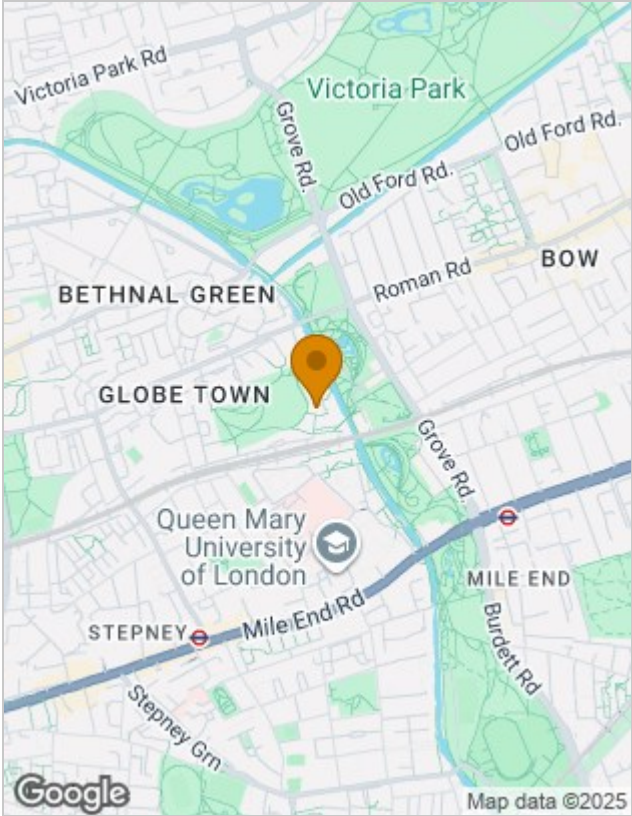 Victoria Park Rd
Victoria Park
Grove Rd.
Old Ford Rd.
Old Ford Rd.
Roman Rd
BOW
BETHNAL GREEN
GLOBE TOWN
Grove Rd.
Queen Mary
University
of London
MILE END
STEPNEY
Mile End Rd
Burdett Rd
Stepney Grn
Google
Map data ©2025